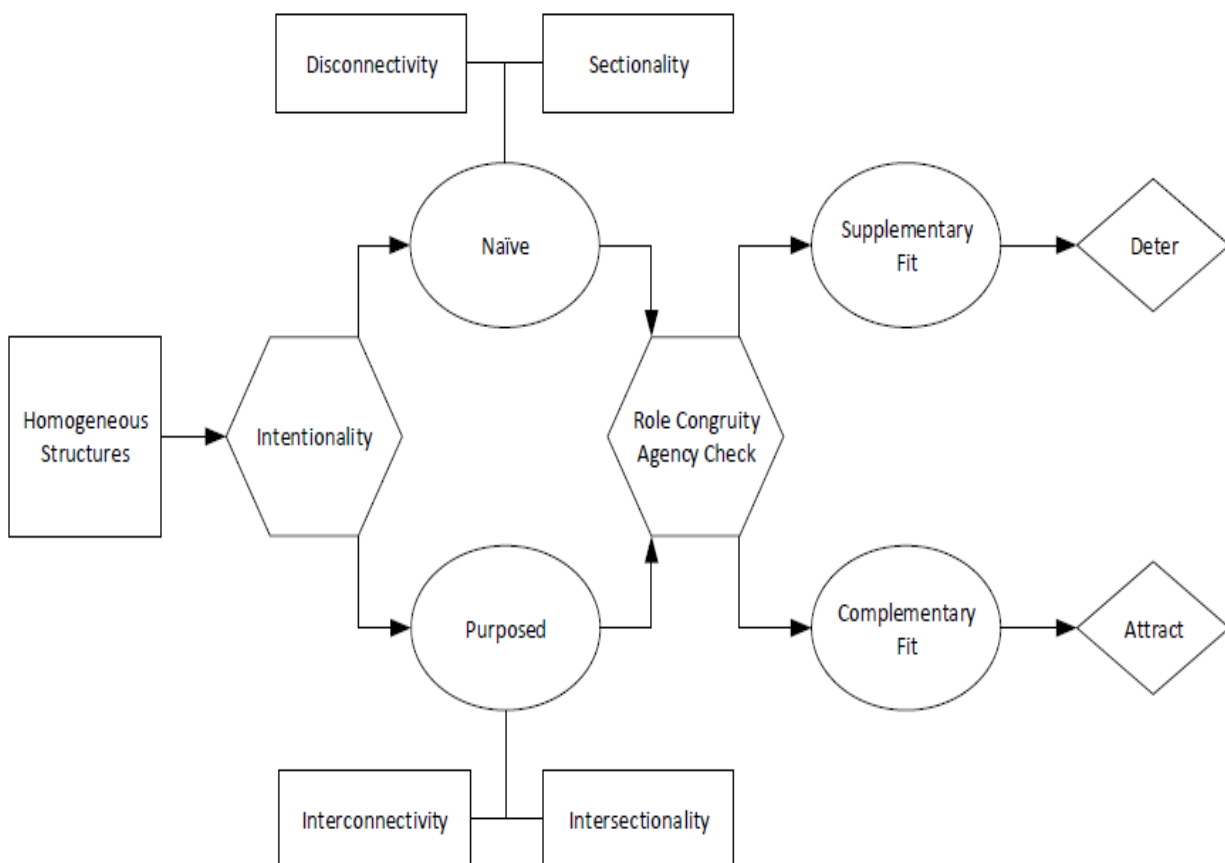 Disconnectivity
Sectionality
Naïve
Supplementary
Fit
Deter
Homogeneous
Structures
Intentionality
Role Congruity
Agency Check
Purposed
Complementary
Fit
Attract
Interconnectivity
Intersectionality